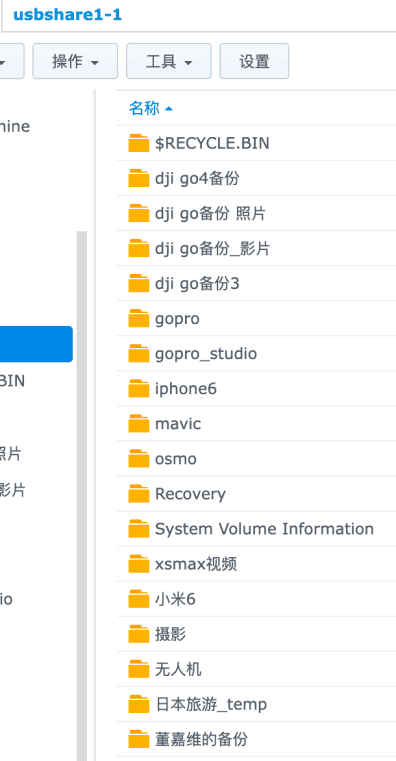 usbshare1-1
操作 工具 设置
名称
hine
$RECYCLE.BIN
dji go4备份
dji go备份 照片
dji go备份_影片
dji go备份3
gopro
gopro_studio
BIN
iphone6
mavic
照片
osmo
影片
Recovery
System Volume Information
xsmax视频
io
小米6
摄影
无人机
日本旅游_temp
董嘉维的备份